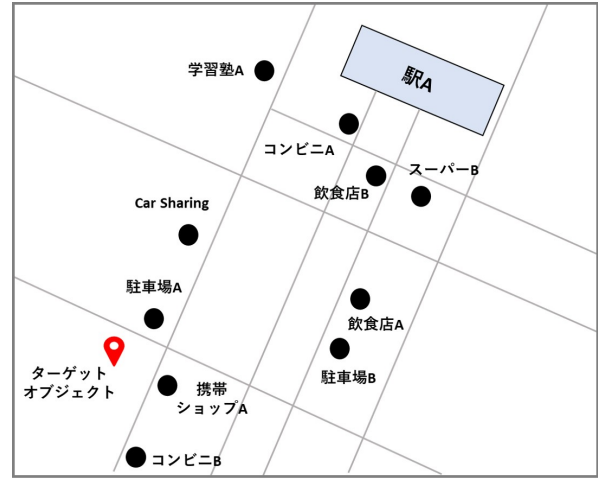 駅A
学習塾A
コンビニA
スーパーB
飲食店B
Car Sharing
駐車場A
飲食店A
ターゲット
オブジェクト
駐車場B
携帯
ショップA
コンビニB